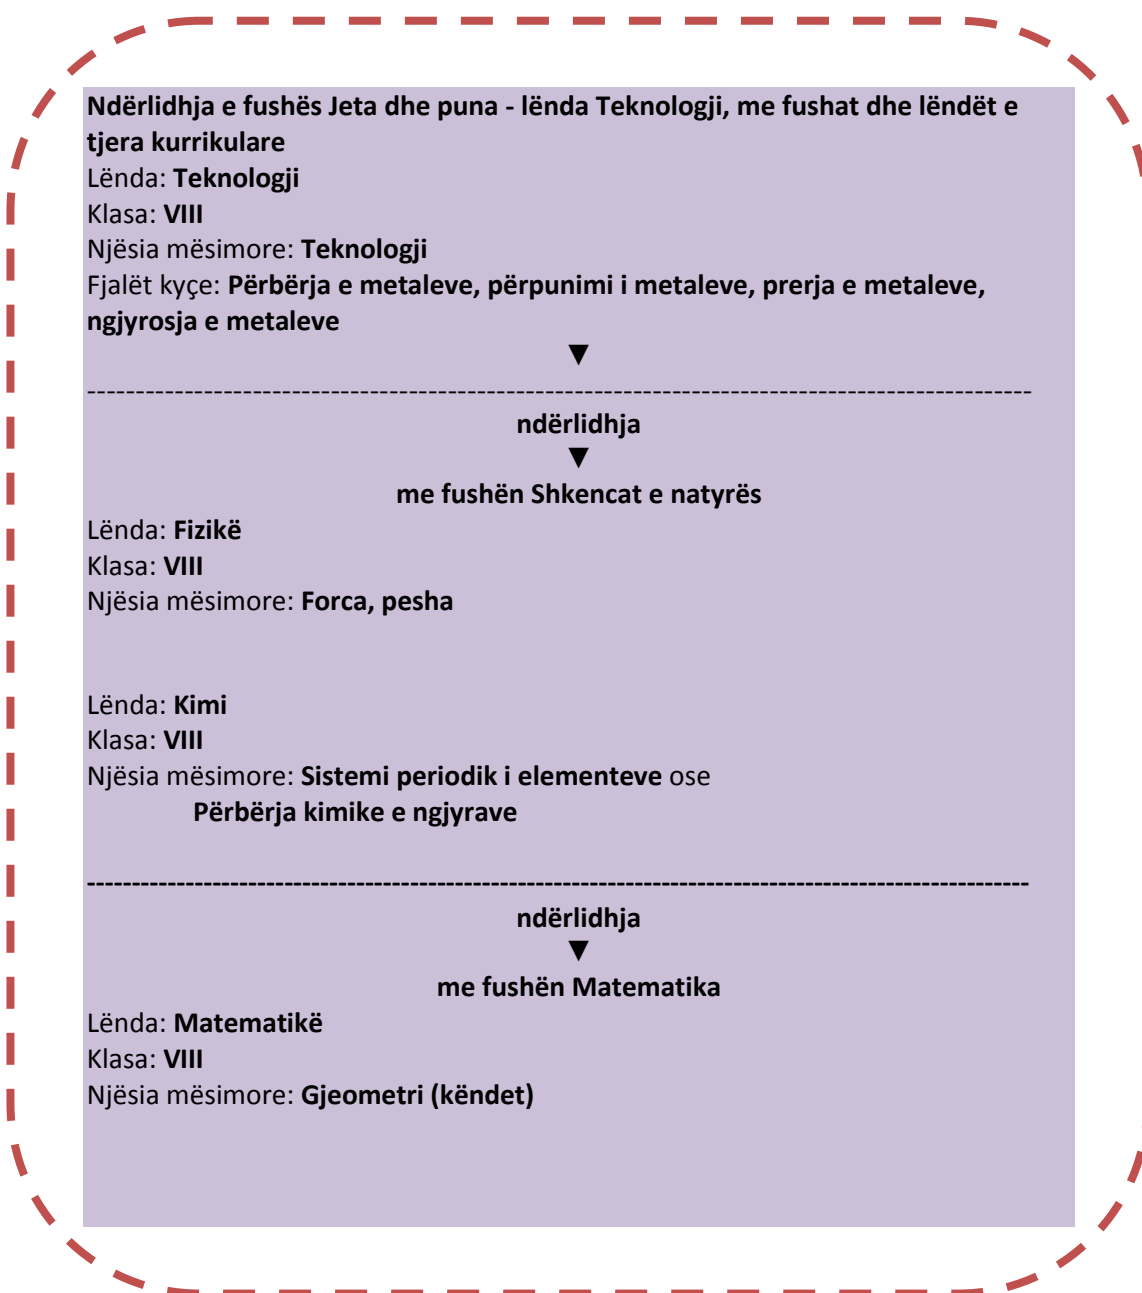 Ndërlidhja e fushës Jeta dhe puna - lënda Teknologji, me fushat dhe lëndët e
tjera kurrikulare
Lënda: Teknologji
Klasa: VIII
Njësia mësimore: Teknologji
Fjalët kyçe: Përbërja e metaleve, përpunimi i metaleve, prerja e metaleve,
ngjyrosja e metaleve
▼
-----------------------------------------------------------------------------------------------
ndërlidhja
▼
me fushën Shkencat e natyrës
Lënda: Fizikë
Klasa: VIII
Njësia mësimore: Forca, pesha
Lënda: Kimi
Klasa: VIII
Njësia mësimore: Sistemi periodik i elementeve ose
Përbërja kimike e ngjyrave
-----------------------------------------------------------------------------------------------
ndërlidhja
▼
me fushën Matematika
Lënda: Matematikë
Klasa: VIII
Njësia mësimore: Gjeometri (këndet)